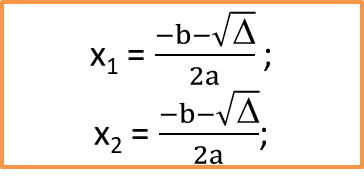 x₁ = (−b−√Δ)/2a ;
x₂ = (−b−√Δ)/2a;